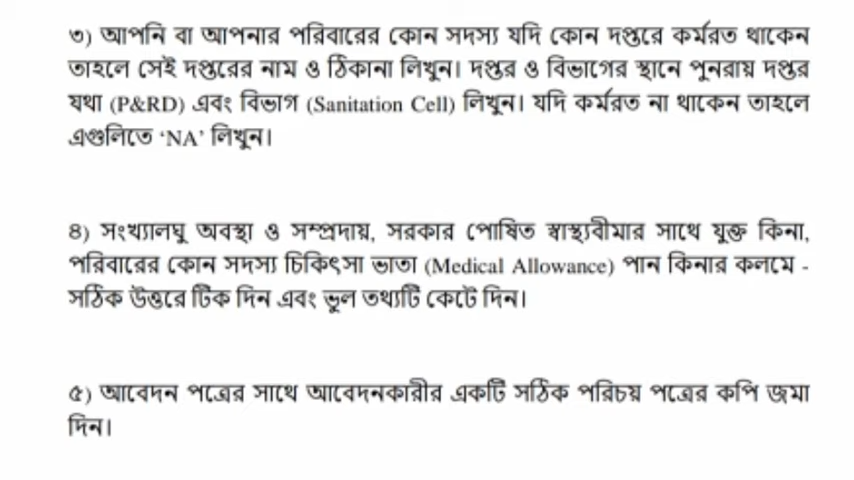 ৩) আপনি বা আপনার পরিবারের কোন সদস্য যদি কোন দপ্তরে কর্মরত থাকেন
তাহলে সেই দপ্তরের নাম ও ঠিকানা লিখুন। দপ্তর ও বিভাগের স্থানে পুনরায় দপ্তর
যথা (P&RD) এবং বিভাগ (Sanitation Cell) লিখুন। যদি কর্মরত না থাকেন তাহলে
এগুলিতে ‘NA’ লিখুন।
৪) সংখ্যালঘু অবস্থা ও সম্প্রদায়, সরকার পোষিত স্বাস্থ্যবীমার সাথে যুক্ত কিনা,
পরিবারের কোন সদস্য চিকিৎসা ভাতা (Medical Allowance) পান কিনার কলমে -
সঠিক উত্তরে টিক দিন এবং ভুল তথ্যটি কেটে দিন।
৫) আবেদন পত্রের সাথে আবেদনকারীর একটি সঠিক পরিচয় পত্রের কপি জমা
দিন।